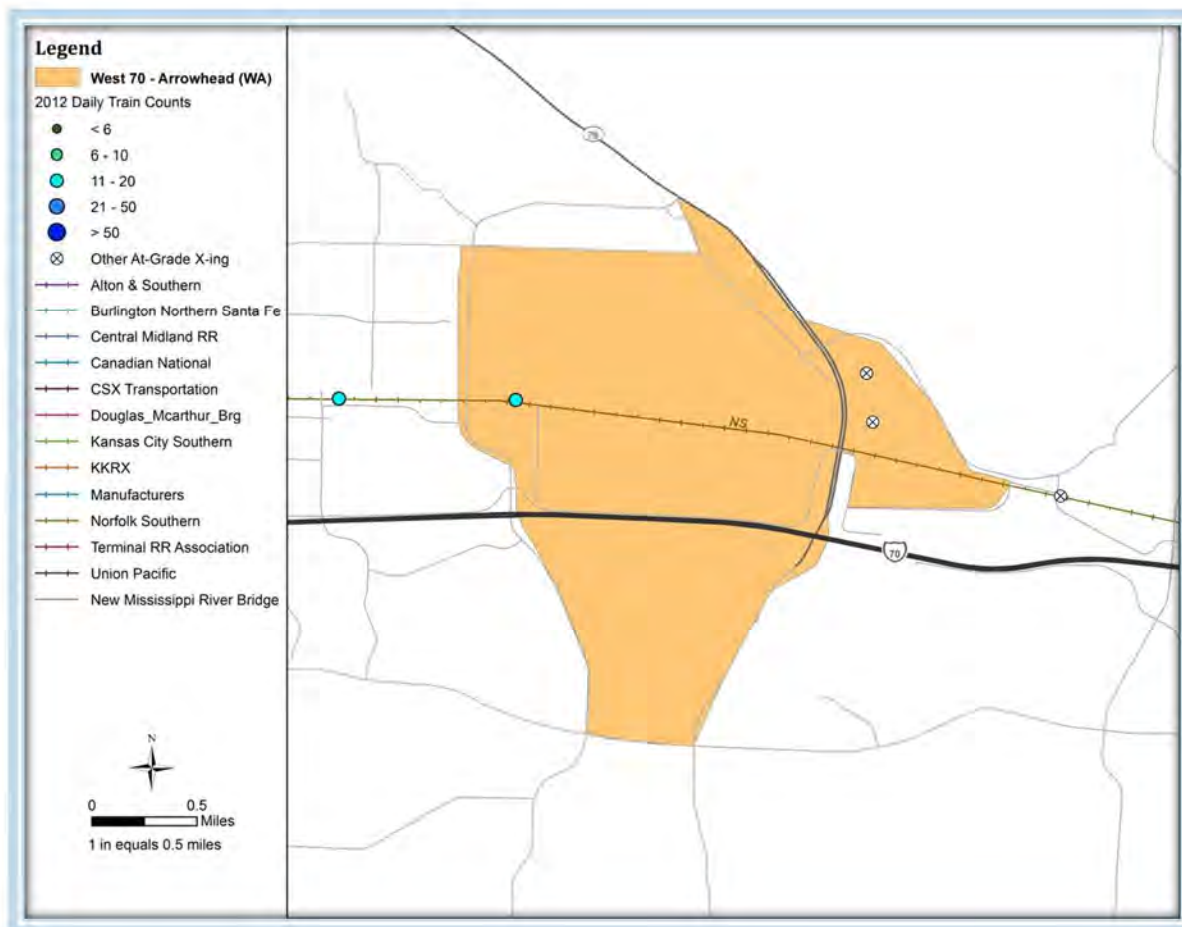 Legend
West 70 - Arrowhead (WA)
2012 Daily Train Counts
< 6
6 - 10
11 - 20
21 - 50
> 50
Other At-Grade X-ing
Alton & Southern
Burlington Northern Santa Fe
Central Midland RR
Canadian National
CSX Transportation
Douglas_Mcarthur_Brg
Kansas City Southern
KKRX
Manufacturers
Norfolk Southern
Terminal RR Association
Union Pacific
New Mississippi River Bridge
N
0 0.5
Miles
1 in equals 0.5 miles
NS
70